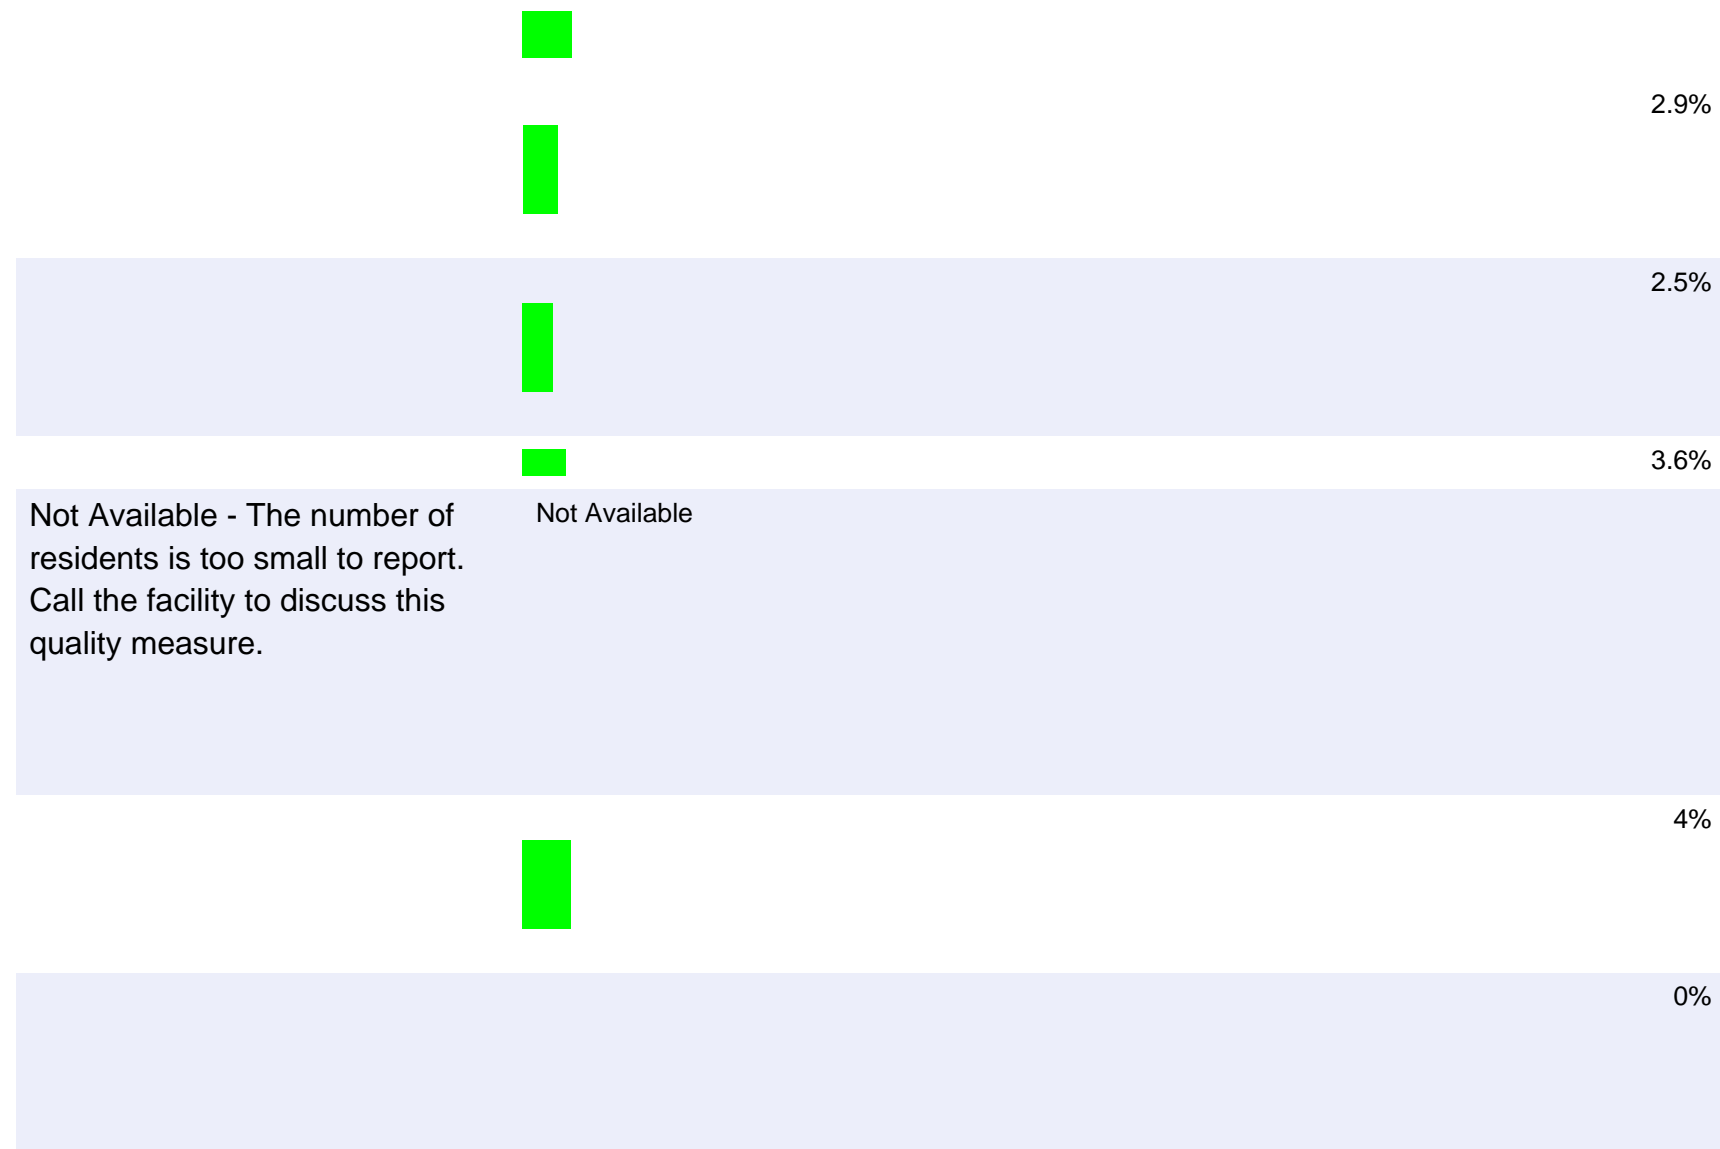 2.9%
2.5%
3.6%
Not Available - The number of
residents is too small to report.
Call the facility to discuss this
quality measure.
Not Available
4%
0%